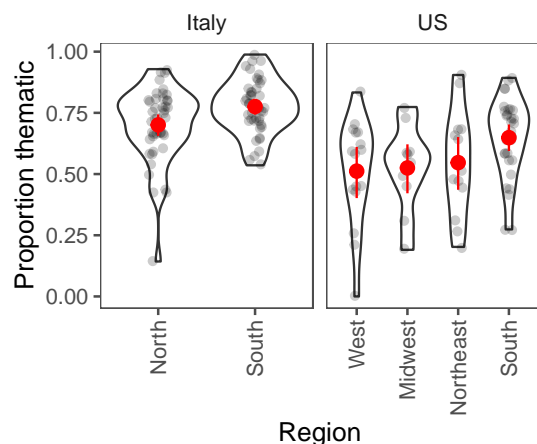 Italy US
Proportion thematic
1.00
0.75
0.50
0.25
0.00
North South West Midwest Northeast South
Region